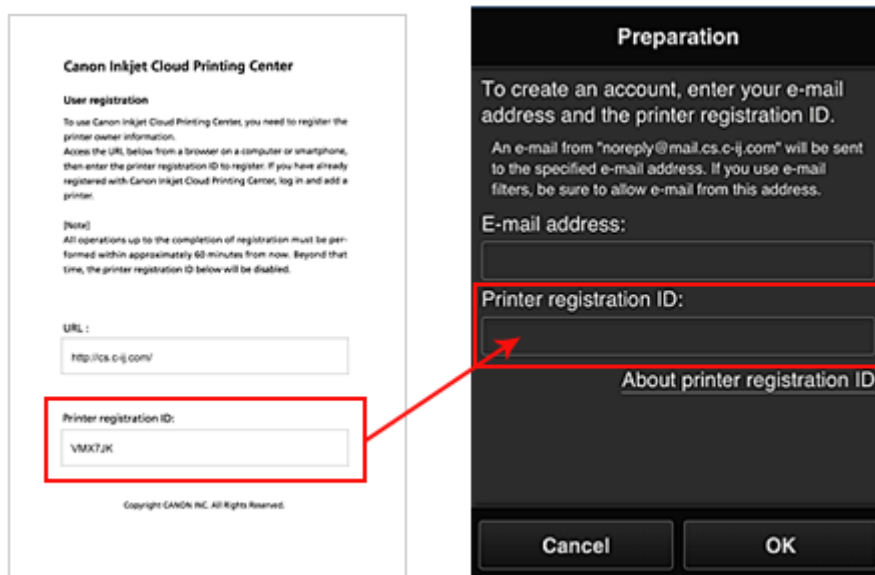 Canon Inkjet Cloud Printing Center
User registration
To use Canon Inkjet Cloud Printing Center, you need to register the
printer owner information.
Access the URL below from a browser on a computer or smartphone,
then enter the printer registration ID to register. If you have already
registered with Canon Inkjet Cloud Printing Center, log in and add a
printer.
[Note]
All operations up to the completion of registration must be per-
formed within approximately 60 minutes from now. Beyond that
time, the printer registration ID below will be disabled.
URL :
http://cs.c-ij.com/
Printer registration ID:
VMX7JK
Copyright CANON INC. All Rights Reserved.
Preparation
To create an account, enter your e-mail
address and the printer registration ID.
An e-mail from "noreply@mail.cs.c-ij.com" will be sent
to the specified e-mail address. If you use e-mail
filters, be sure to allow e-mail from this address.
E-mail address:
Printer registration ID:
About printer registration ID
Cancel
OK